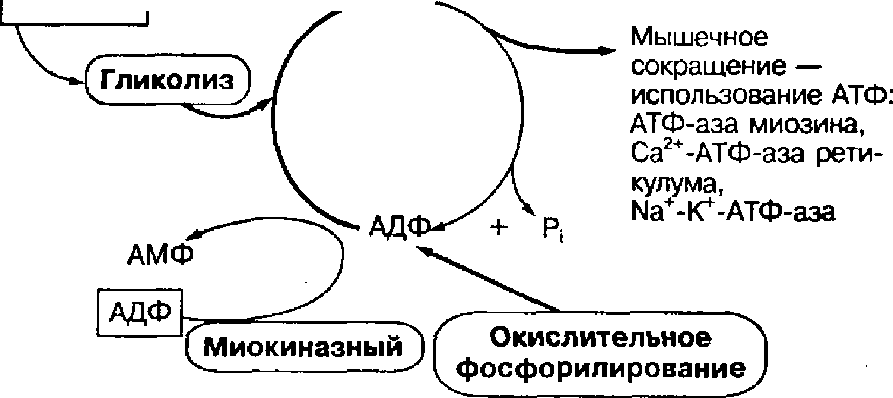 Мышечное
сокращение —
использование АТФ:
АТФ-аза миозина,
Ca²⁺-АТФ-аза рети-
кулума,
Na⁺-K⁺-АТФ-аза
Гликолиз
АДФ + Pᵢ
АМФ
АДФ
Миокиназный
Окислительное
фосфорилирование